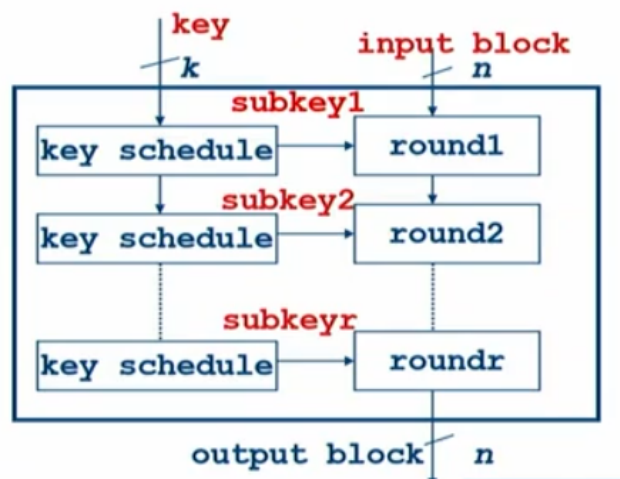 key
input block
k
n
subkey1
key schedule
round1
subkey2
key schedule
round2
subkeyr
key schedule
roundr
output block
n